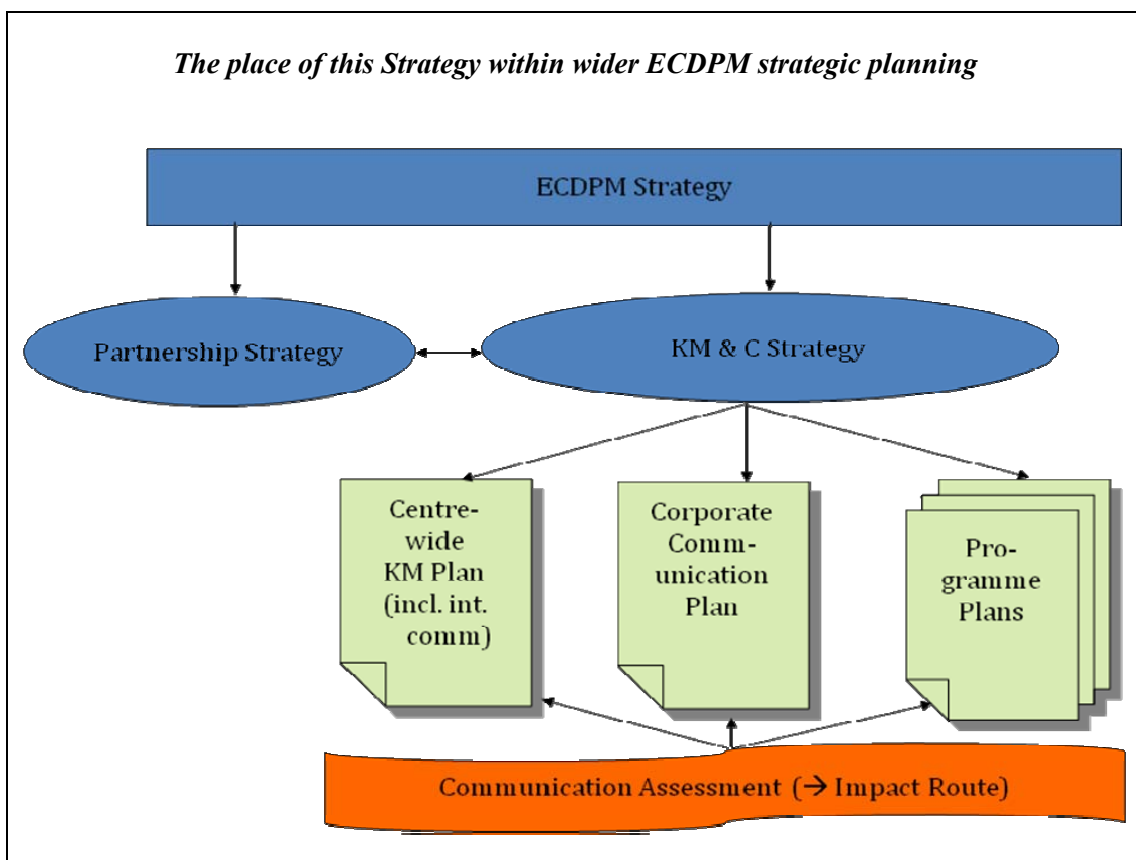 The place of this Strategy within wider ECDPM strategic planning
ECDPM Strategy
Partnership Strategy
KM & C Strategy
Centre-
wide
KM Plan
(incl. int.
comm)
Corporate
Comm-
unication
Plan
Pro-
gramme
Plans
Communication Assessment (→ Impact Route)